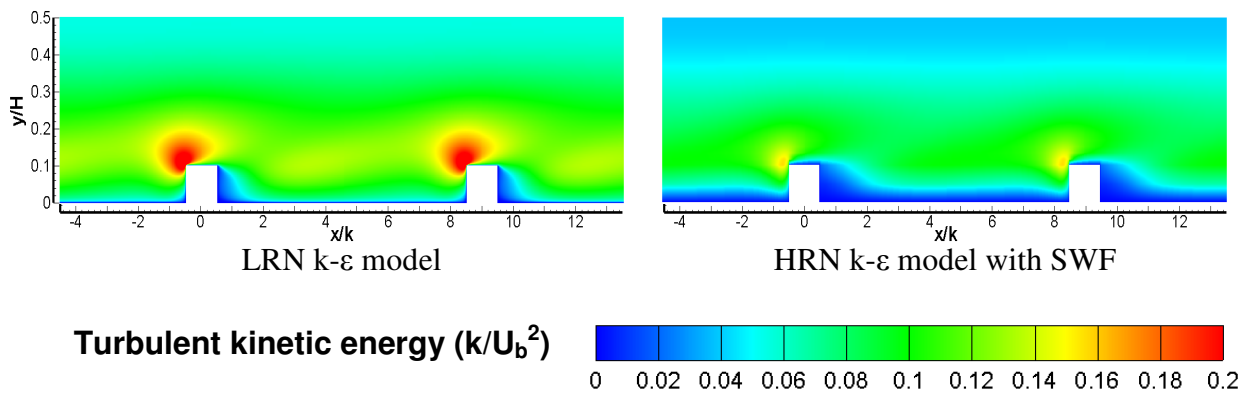 0.5
0.4
0.3
0.2
0.1
0
y/H
-4 -2 0 2 4 6 8 10 12
x/k
-4 -2 0 2 4 6 8 10 12
x/k
LRN k-ε model
HRN k-ε model with SWF
Turbulent kinetic energy (k/U_b^2)
0 0.02 0.04 0.06 0.08 0.1 0.12 0.14 0.16 0.18 0.2